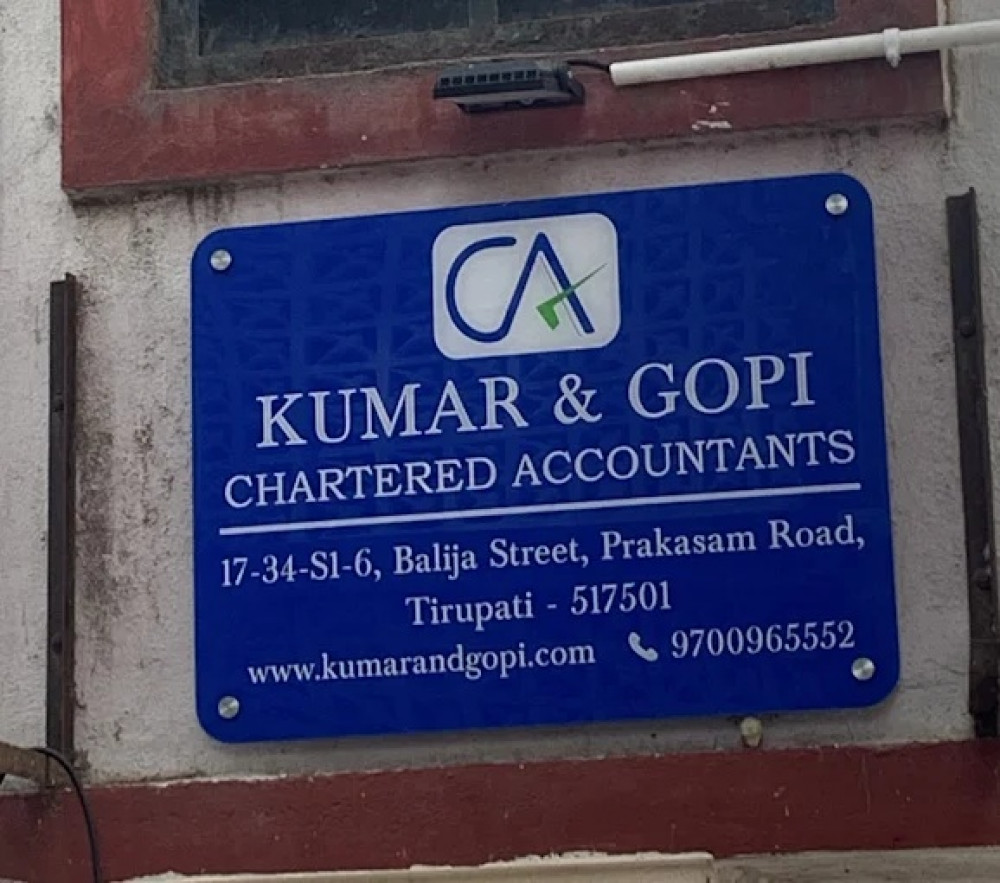 CA
KUMAR & GOPI
CHARTERED ACCOUNTANTS
17-34-S1-6, Balija Street, Prakasam Road,
Tirupati - 517501
www.kumarandgopi.com 9700965552